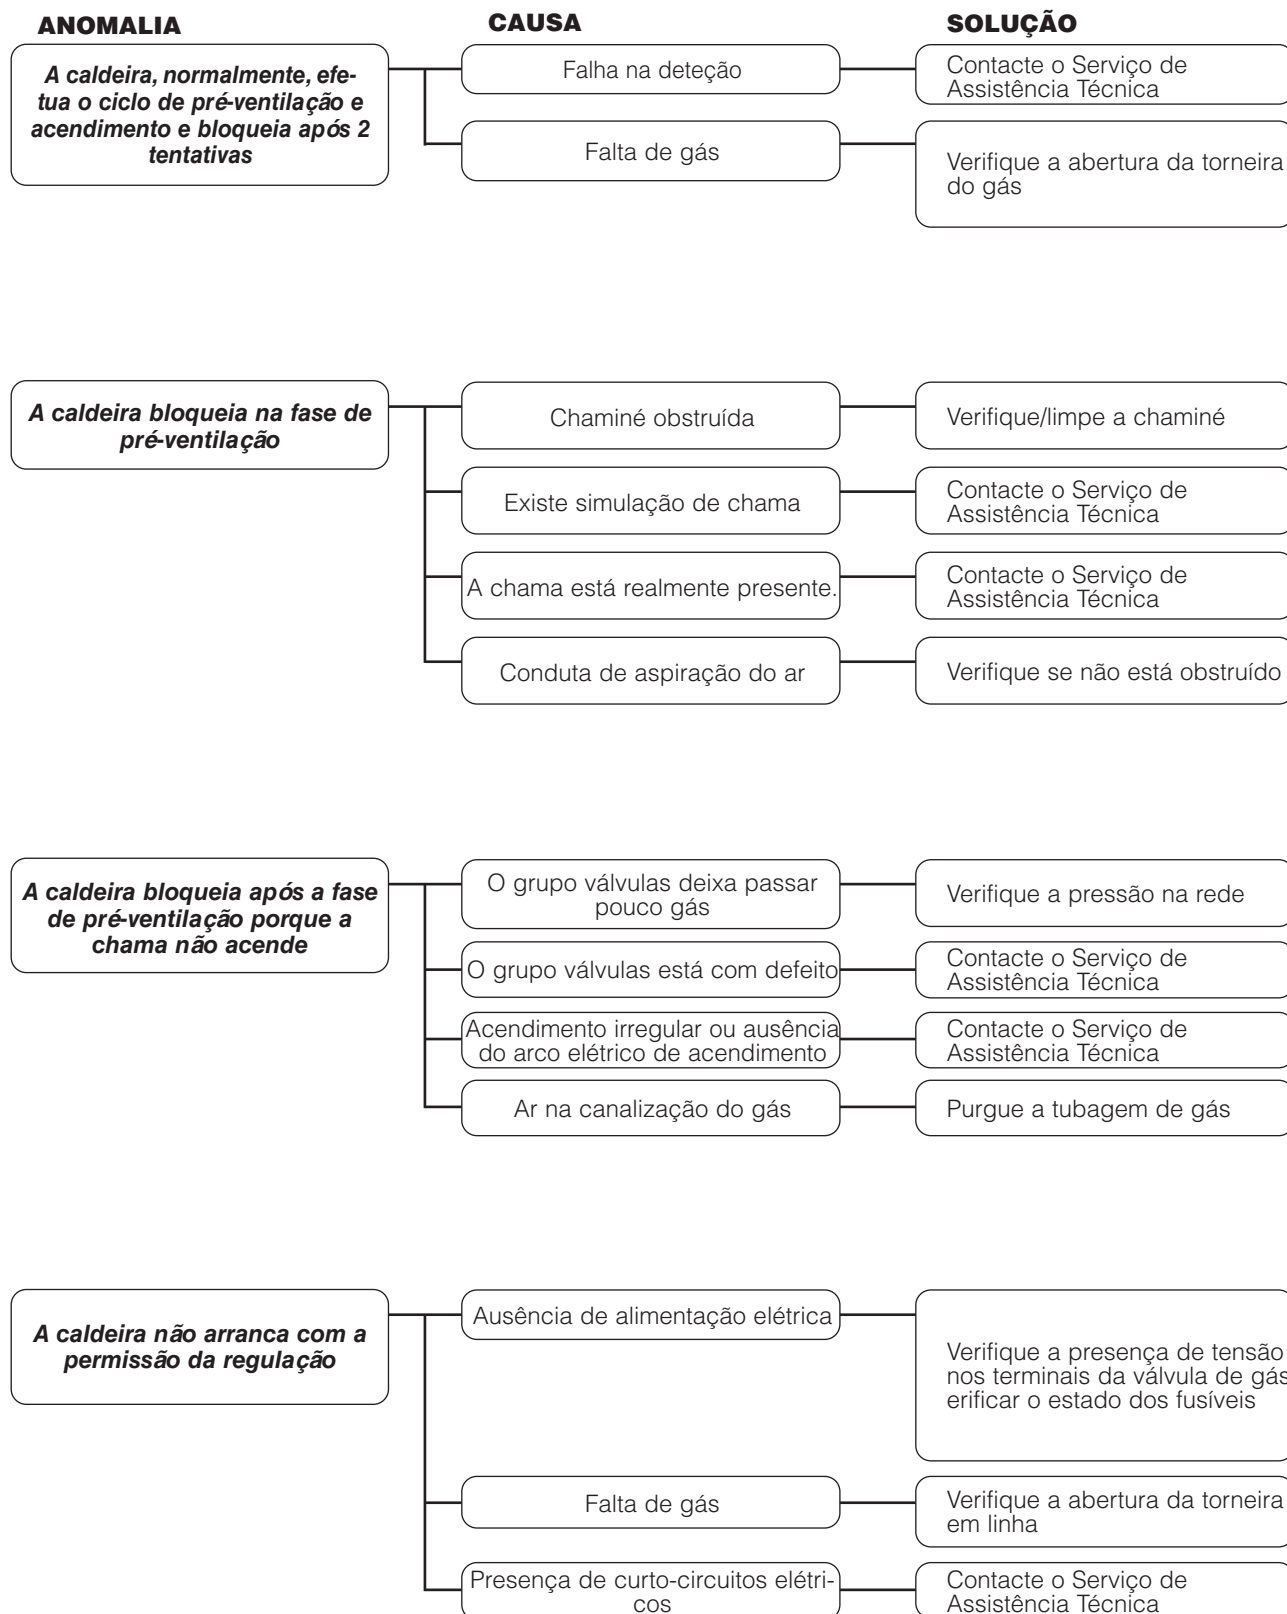 ANOMALIA
CAUSA
SOLUÇÃO
A caldeira, normalmente, efe-
tua o ciclo de pré-ventilação e
acendimento e bloqueia após 2
tentativas
Falha na deteção
Contacte o Serviço de
Assistência Técnica
Falta de gás
Verifique a abertura da torneira
do gás
A caldeira bloqueia na fase de
pré-ventilação
Chaminé obstruída
Verifique/limpe a chaminé
Existe simulação de chama
Contacte o Serviço de
Assistência Técnica
A chama está realmente presente.
Contacte o Serviço de
Assistência Técnica
Conduta de aspiração do ar
Verifique se não está obstruído
A caldeira bloqueia após a fase
de pré-ventilação porque a
chama não acende
O grupo válvulas deixa passar
pouco gás
Verifique a pressão na rede
O grupo válvulas está com defeito
Contacte o Serviço de
Assistência Técnica
Acendimento irregular ou ausência
do arco elétrico de acendimento
Contacte o Serviço de
Assistência Técnica
Ar na canalização do gás
Purgue a tubagem de gás
A caldeira não arranca com a
permissão da regulação
Ausência de alimentação elétrica
Verifique a presença de tensão
nos terminais da válvula de gás
erificar o estado dos fusíveis
Falta de gás
Verifique a abertura da torneira
em linha
Presença de curto-circuitos elétri-
cos
Contacte o Serviço de
Assistência Técnica